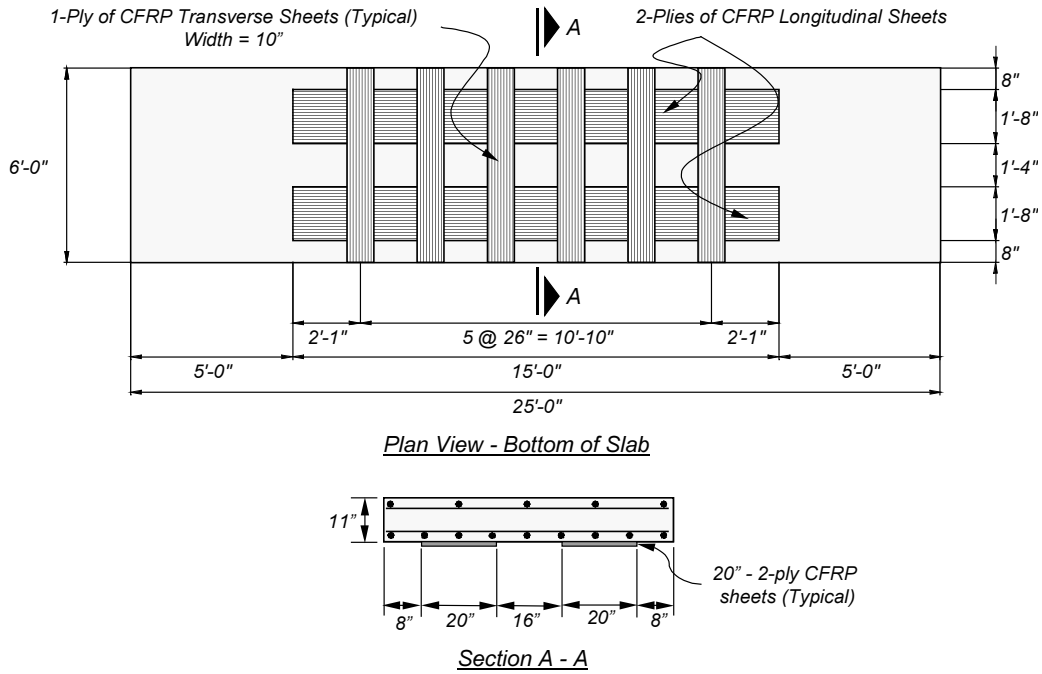 1-Ply of CFRP Transverse Sheets (Typical)
Width = 10”
A
2-Plies of CFRP Longitudinal Sheets
6'-0"
8"
1'-8"
1'-4"
1'-8"
8"
A
2'-1"
5 @ 26" = 10'-10"
2'-1"
5'-0"
15'-0"
5'-0"
25'-0"
Plan View - Bottom of Slab
11”
20” - 2-ply CFRP
sheets (Typical)
8”
20”
16”
20”
8”
Section A - A